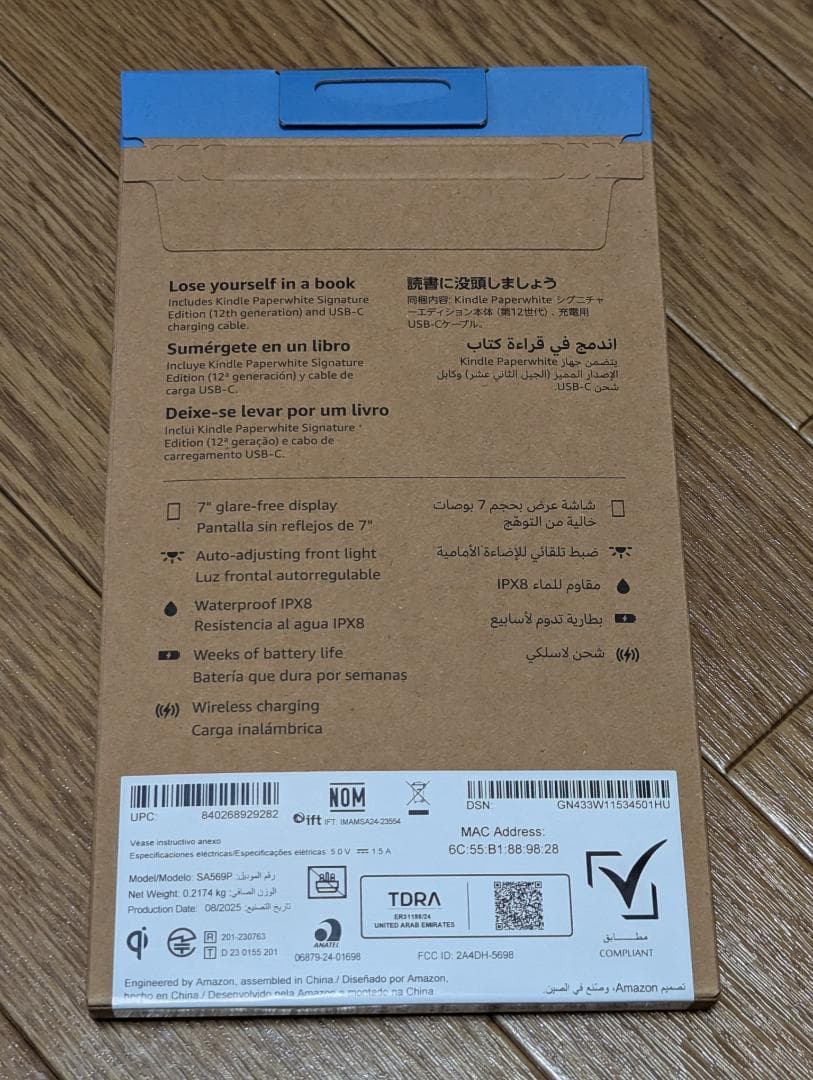 Lose yourself in a book
Includes Kindle Paperwhite Signature
Edition (12th generation) and USB-C
charging cable.
Sumérgete en un libro
Incluye Kindle Paperwhite Signature
Edition (12ª generación) y cable de
carga USB-C.
Deixe-se levar por um livro
Inclui Kindle Paperwhite Signature
Edition (12ª geração) e cabo de
carregamento USB-C.
読書に没頭しましょう
同梱内容: Kindle Paperwhite シグニチャ
ーエディション本体 (第12世代) 、充電用
USB-Cケーブル。
اندمج في قراءة كتاب
يتضمن جهاز Kindle Paperwhite
الإصدار المميز (الجيل الثاني عشر) وكابل
شحن USB-C.
7" glare-free display
Pantalla sin reflejos de 7"
Auto-adjusting front light
Luz frontal autorregulable
Waterproof IPX8
Resistencia al agua IPX8
Weeks of battery life
Batería que dura por semanas
Wireless charging
Carga inalámbrica
شاشة عرض بحجم 7 بوصات
خالية من التوهّج
ضبط تلقائي للإضاءة الأمامية
مقاوم للماء IPX8
بطارية تدوم لأسابيع
شحن لاسلكي
UPC: 840268929282
NOM
ift IFT: IMAMSA24-23554
DSN: GN433W11534501HU
MAC Address:
6C:55:B1:88:98:28
Véase instructivo anexo
Especificaciones eléctricas/Especificações elétricas: 5.0 V 1.5 A
Model/Modelo: SA569P رقم الموديل:
Net Weight: 0.2174 kg الوزن الصافي:
Production Date: 08/2025 تاريخ التصنيع:
qi
R 201-230763
T D 23 0155 201
ANATEL
06879-24-01698
TDRA
ER31186/24
UNITED ARAB EMIRATES
FCC ID: 2A4DH-5698
مطابق
COMPLIANT
Engineered by Amazon, assembled in China./ Diseñado por Amazon,
hecho en China./ Desenvolvido pela Amazon e montado na China.
تصميم Amazon، وصُنع في الصين.